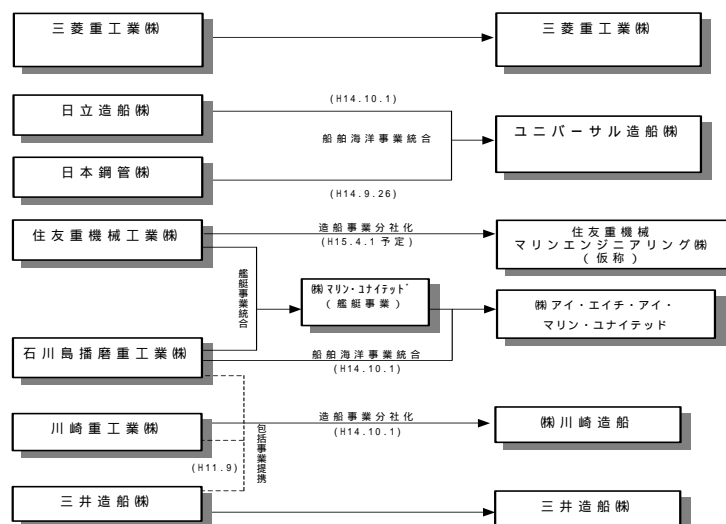 三菱重工業㈱
三菱重工業㈱
日立造船㈱
(H14.10.1)
船舶海洋事業統合
ユニバーサル造船㈱
日本鋼管㈱
(H14.9.26)
住友重機械工業㈱
造船事業分社化
(H15.4.1予定)
住友重機械
マリンエンジニアリング㈱
(仮称)
艦艇事業統合
㈱マリン・ユナイテッド
(艦艇事業)
㈱アイ・エイチ・アイ・
マリン・ユナイテッド
石川島播磨重工業㈱
船舶海洋事業統合
(H14.10.1)
川崎重工業㈱
造船事業分社化
(H14.10.1)
㈱川崎造船
包括事業提携
(H11.9)
三井造船㈱
三井造船㈱